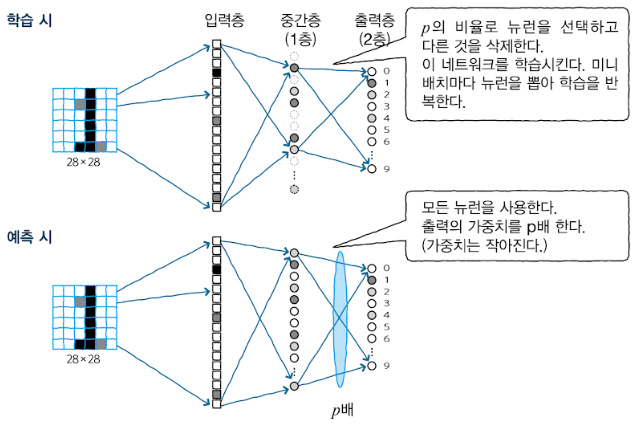 학습 시
입력층
중간층
(1층)
출력층
(2층)
p의 비율로 뉴런을 선택하고
다른 것을 삭제한다.
이 네트워크를 학습시킨다. 미니
배치마다 뉴런을 뽑아 학습을 반
복한다.
0
1
2
3
4
5
6
9
28×28
예측 시
모든 뉴런을 사용한다.
출력의 가중치를 p배 한다.
(가중치는 작아진다.)
0
1
2
3
4
5
6
9
28×28
p배